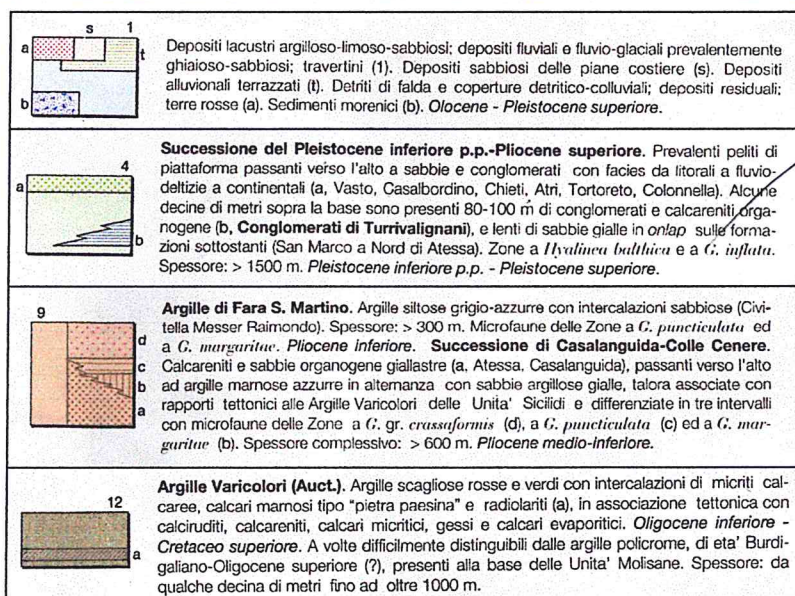 s 1
a
t
b
Depositi lacustri argilloso-limoso-sabbiosi; depositi fluviali e fluvio-glaciali prevalentemente
ghiaioso-sabbiosi; travertini (1). Depositi sabbiosi delle piane costiere (s). Depositi
alluvionali terrazzati (t). Detriti di falda e coperture detritico-colluviali; depositi residuali;
terre rosse (a). Sedimenti morenici (b). Olocene - Pleistocene superiore.
4
a
b
Successione del Pleistocene inferiore p.p.-Pliocene superiore. Prevalenti peliti di
piattaforma passanti verso l'alto a sabbie e conglomerati con facies da litorali a fluvio-
deltizie a continentali (a, Vasto, Casalbordino, Chieti, Atri, Tortoreto, Colonnella). Alcune
decine di metri sopra la base sono presenti 80-100 m di conglomerati e calcareniti orga-
nogene (b, Conglomerati di Turrivalignani), e lenti di sabbie gialle in onlap sulle forma-
zioni sottostanti (San Marco a Nord di Atessa). Zone a Hyalinea balthica e a G. inflata.
Spessore: > 1500 m. Pleistocene inferiore p.p. - Pleistocene superiore.
9
d
c
b
a
Argille di Fara S. Martino. Argille siltose grigio-azzurre con intercalazioni sabbiose (Civi-
tella Messer Raimondo). Spessore: > 300 m. Microfaune delle Zone a G. puncticulata ed
a G. margaritae. Pliocene inferiore. Successione di Casalanguida-Colle Cenere.
Calcareniti e sabbie organogene giallastre (a, Atessa, Casalanguida), passanti verso l'alto
ad argille marnose azzurre in alternanza con sabbie argillose gialle, talora associate con
rapporti tettonici alle Argille Varicolori delle Unita' Sicilidi e differenziate in tre intervalli
con microfaune delle Zone a G. gr. crassaformis (d), a G. puncticulata (c) ed a G. mar-
garitae (b). Spessore complessivo: > 600 m. Pliocene medio-inferiore.
12
a
Argille Varicolori (Auct.). Argille scagliose rosse e verdi con intercalazioni di micriti cal-
caree, calcari marnosi tipo "pietra paesina" e radiolariti (a), in associazione tettonica con
calciruditi, calcareniti, calcari micritici, gessi e calcari evaporitici. Oligocene inferiore -
Cretaceo superiore. A volte difficilmente distinguibili dalle argille policrome, di eta' Burdi-
galiano-Oligocene superiore (?), presenti alla base delle Unita' Molisane. Spessore: da
qualche decina di metri fino ad oltre 1000 m.